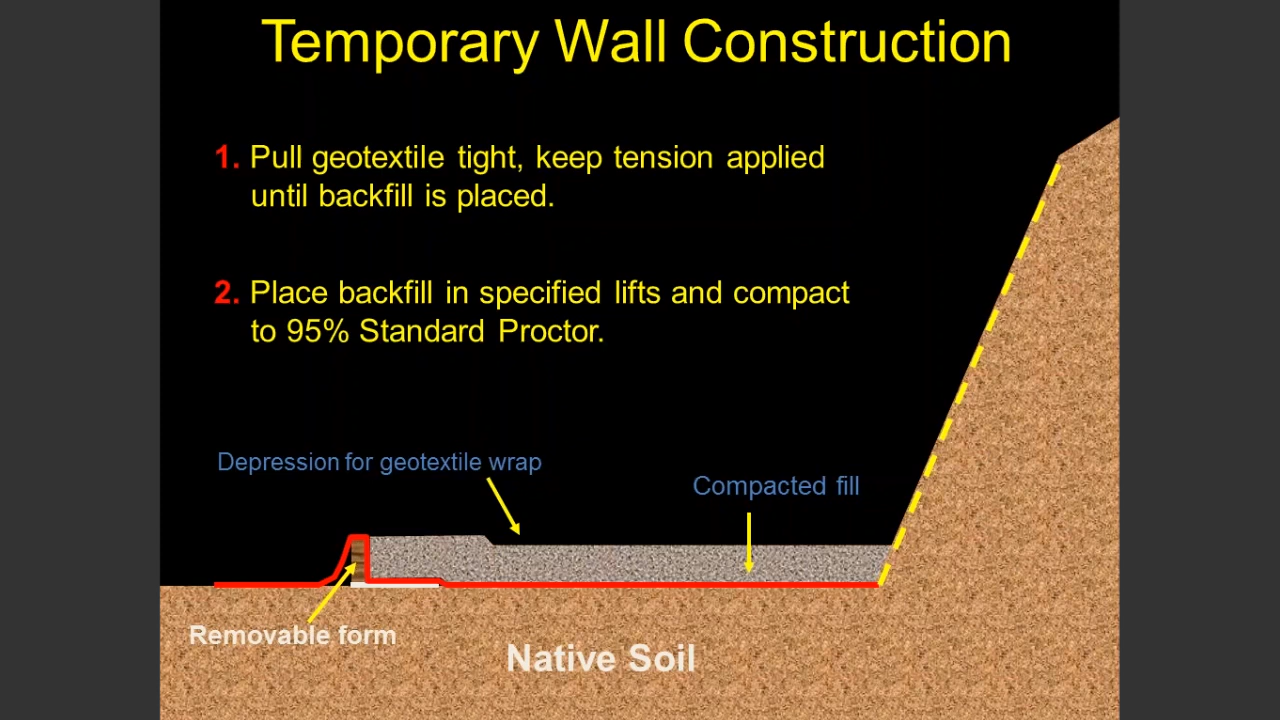 Temporary Wall Construction
1. Pull geotextile tight, keep tension applied
until backfill is placed.
2. Place backfill in specified lifts and compact
to 95% Standard Proctor.
Depression for geotextile wrap
Compacted fill
Removable form
Native Soil